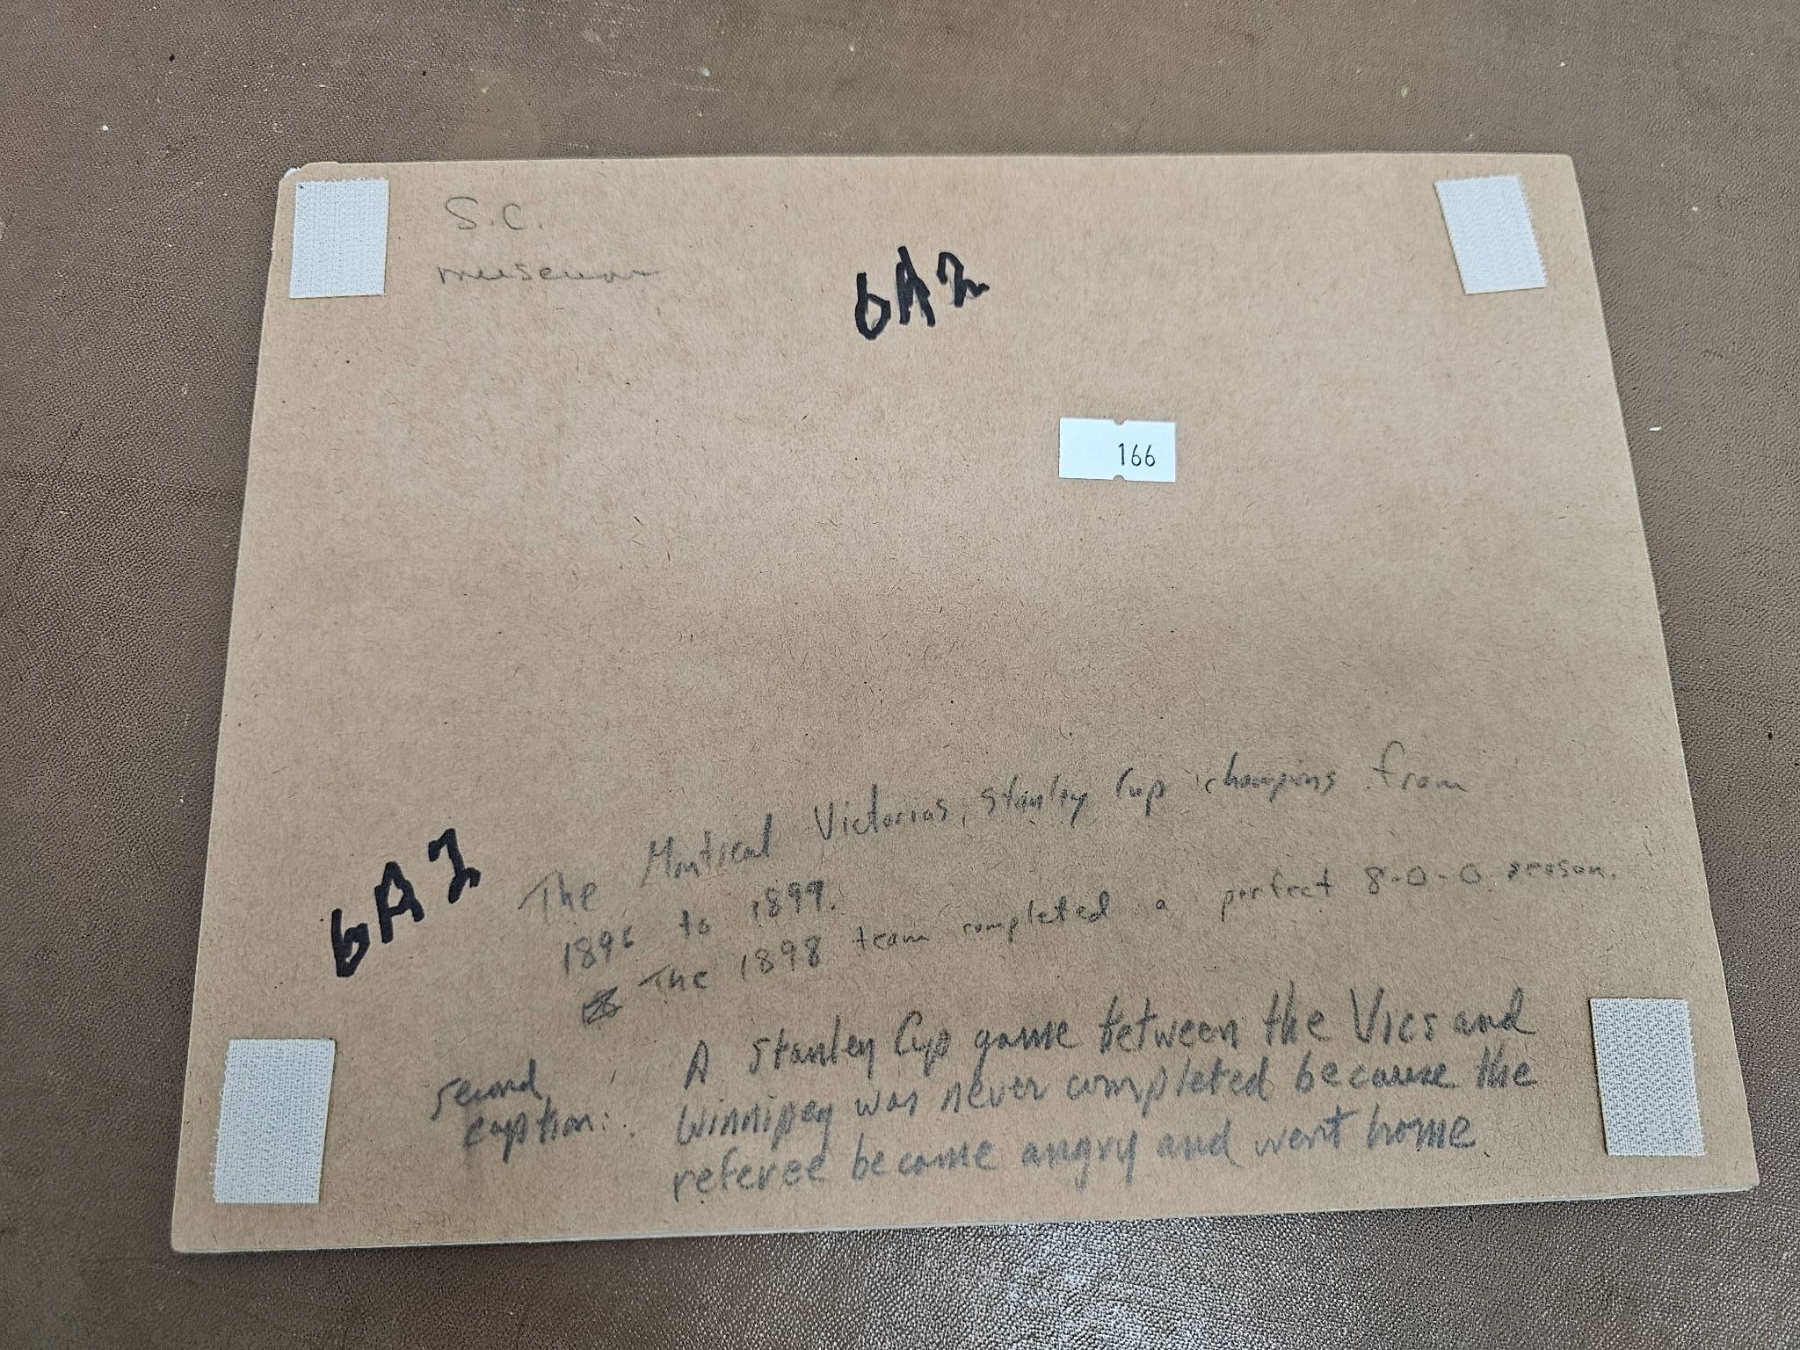 S.C.
museum
6A2
166
6A2
The Montreal Victorias, Stanley Cup champions from
1896 to 1899.
The 1898 team completed a perfect 8-0-0 season.
second
caption:
A Stanley Cup game between the Vics and
Winnipeg was never completed because the
referee became angry and went home